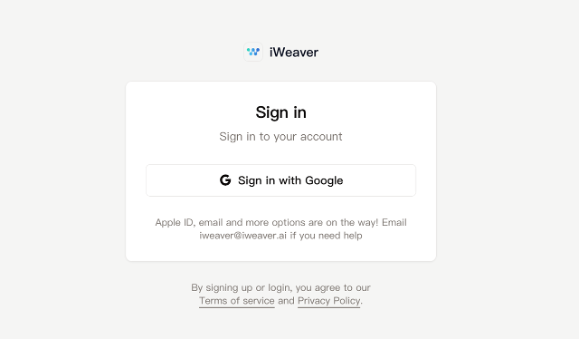 iWeaver
Sign in
Sign in to your account
Sign in with Google
Apple ID, email and more options are on the way! Email
iweaver@iweaver.ai if you need help
By signing up or login, you agree to our
Terms of service and Privacy Policy.